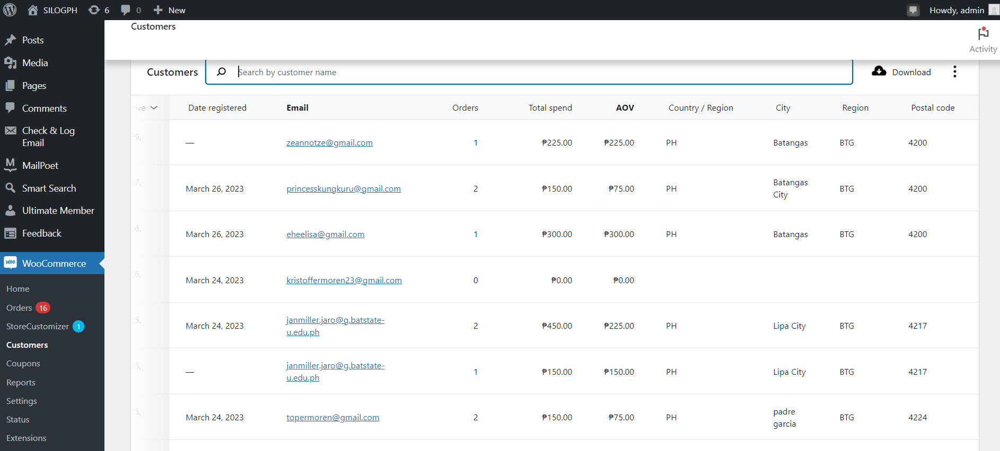 SILOGPH 6 0 New Howdy, admin
Customers
Activity
Posts
Media
Pages
Comments
Check & Log
Email
M MailPoet
Smart Search
Ultimate Member
Feedback
Woo WooCommerce
Home
Orders 16
StoreCustomizer 1
Customers
Coupons
Reports
Settings
Status
Extensions
Customers Search by customer name Download
tive Date registered Email Orders Total spend AOV Country / Region City Region Postal code
29,
— zeannotze@gmail.com 1 ₱225.00 ₱225.00 PH Batangas BTG 4200
27,
March 26, 2023 princesskungkuru@gmail.com 2 ₱150.00 ₱75.00 PH Batangas
City BTG 4200
26,
March 26, 2023 eheelisa@gmail.com 1 ₱300.00 ₱300.00 PH Batangas BTG 4200
26,
March 24, 2023 kristoffermoren23@gmail.com 0 ₱0.00 ₱0.00
25,
March 24, 2023 janmiller.jaro@g.batstate-
u.edu.ph 2 ₱450.00 ₱225.00 PH Lipa City BTG 4217
25,
— janmiller.jaro@g.batstate-
u.edu.ph 1 ₱150.00 ₱150.00 PH Lipa City BTG 4217
25,
March 24, 2023 topermoren@gmail.com 2 ₱150.00 ₱75.00 PH padre
garcia BTG 4224